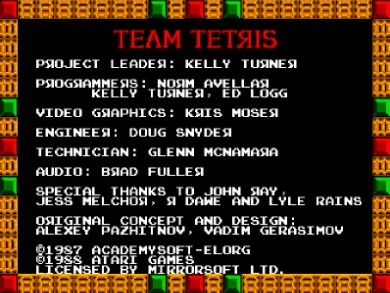 TEAM TETЯIS
PЯOJECT LEADEЯ: KELLY TUЯNEЯ
PЯOGЯAMMEЯS: NOЯM AVELLAЯ
KELLY TUЯNEЯ, ED LOGG
VIDEO GЯAPHICS: KЯIS MOSEЯ
ENGINEEЯ: DOUG SNYDEЯ
TECHNICIAN: GLENN MCNAMAЯA
AUDIO: BЯAD FULLEЯ
SPECIAL THANKS TO JOHN ЯAY,
JESS MELCHOЯ, Я DAWE AND LYLE ЯAINS
OЯIGINAL CONCEPT AND DESIGN:
ALEXEY PAZHITNOV, VADIM GEЯASIMOV
©1987 ACADEMYSOFT-ELOЯG
©1988 ATAЯI GAMES
LICENSED BY MIЯЯOЯSOFT LTD.